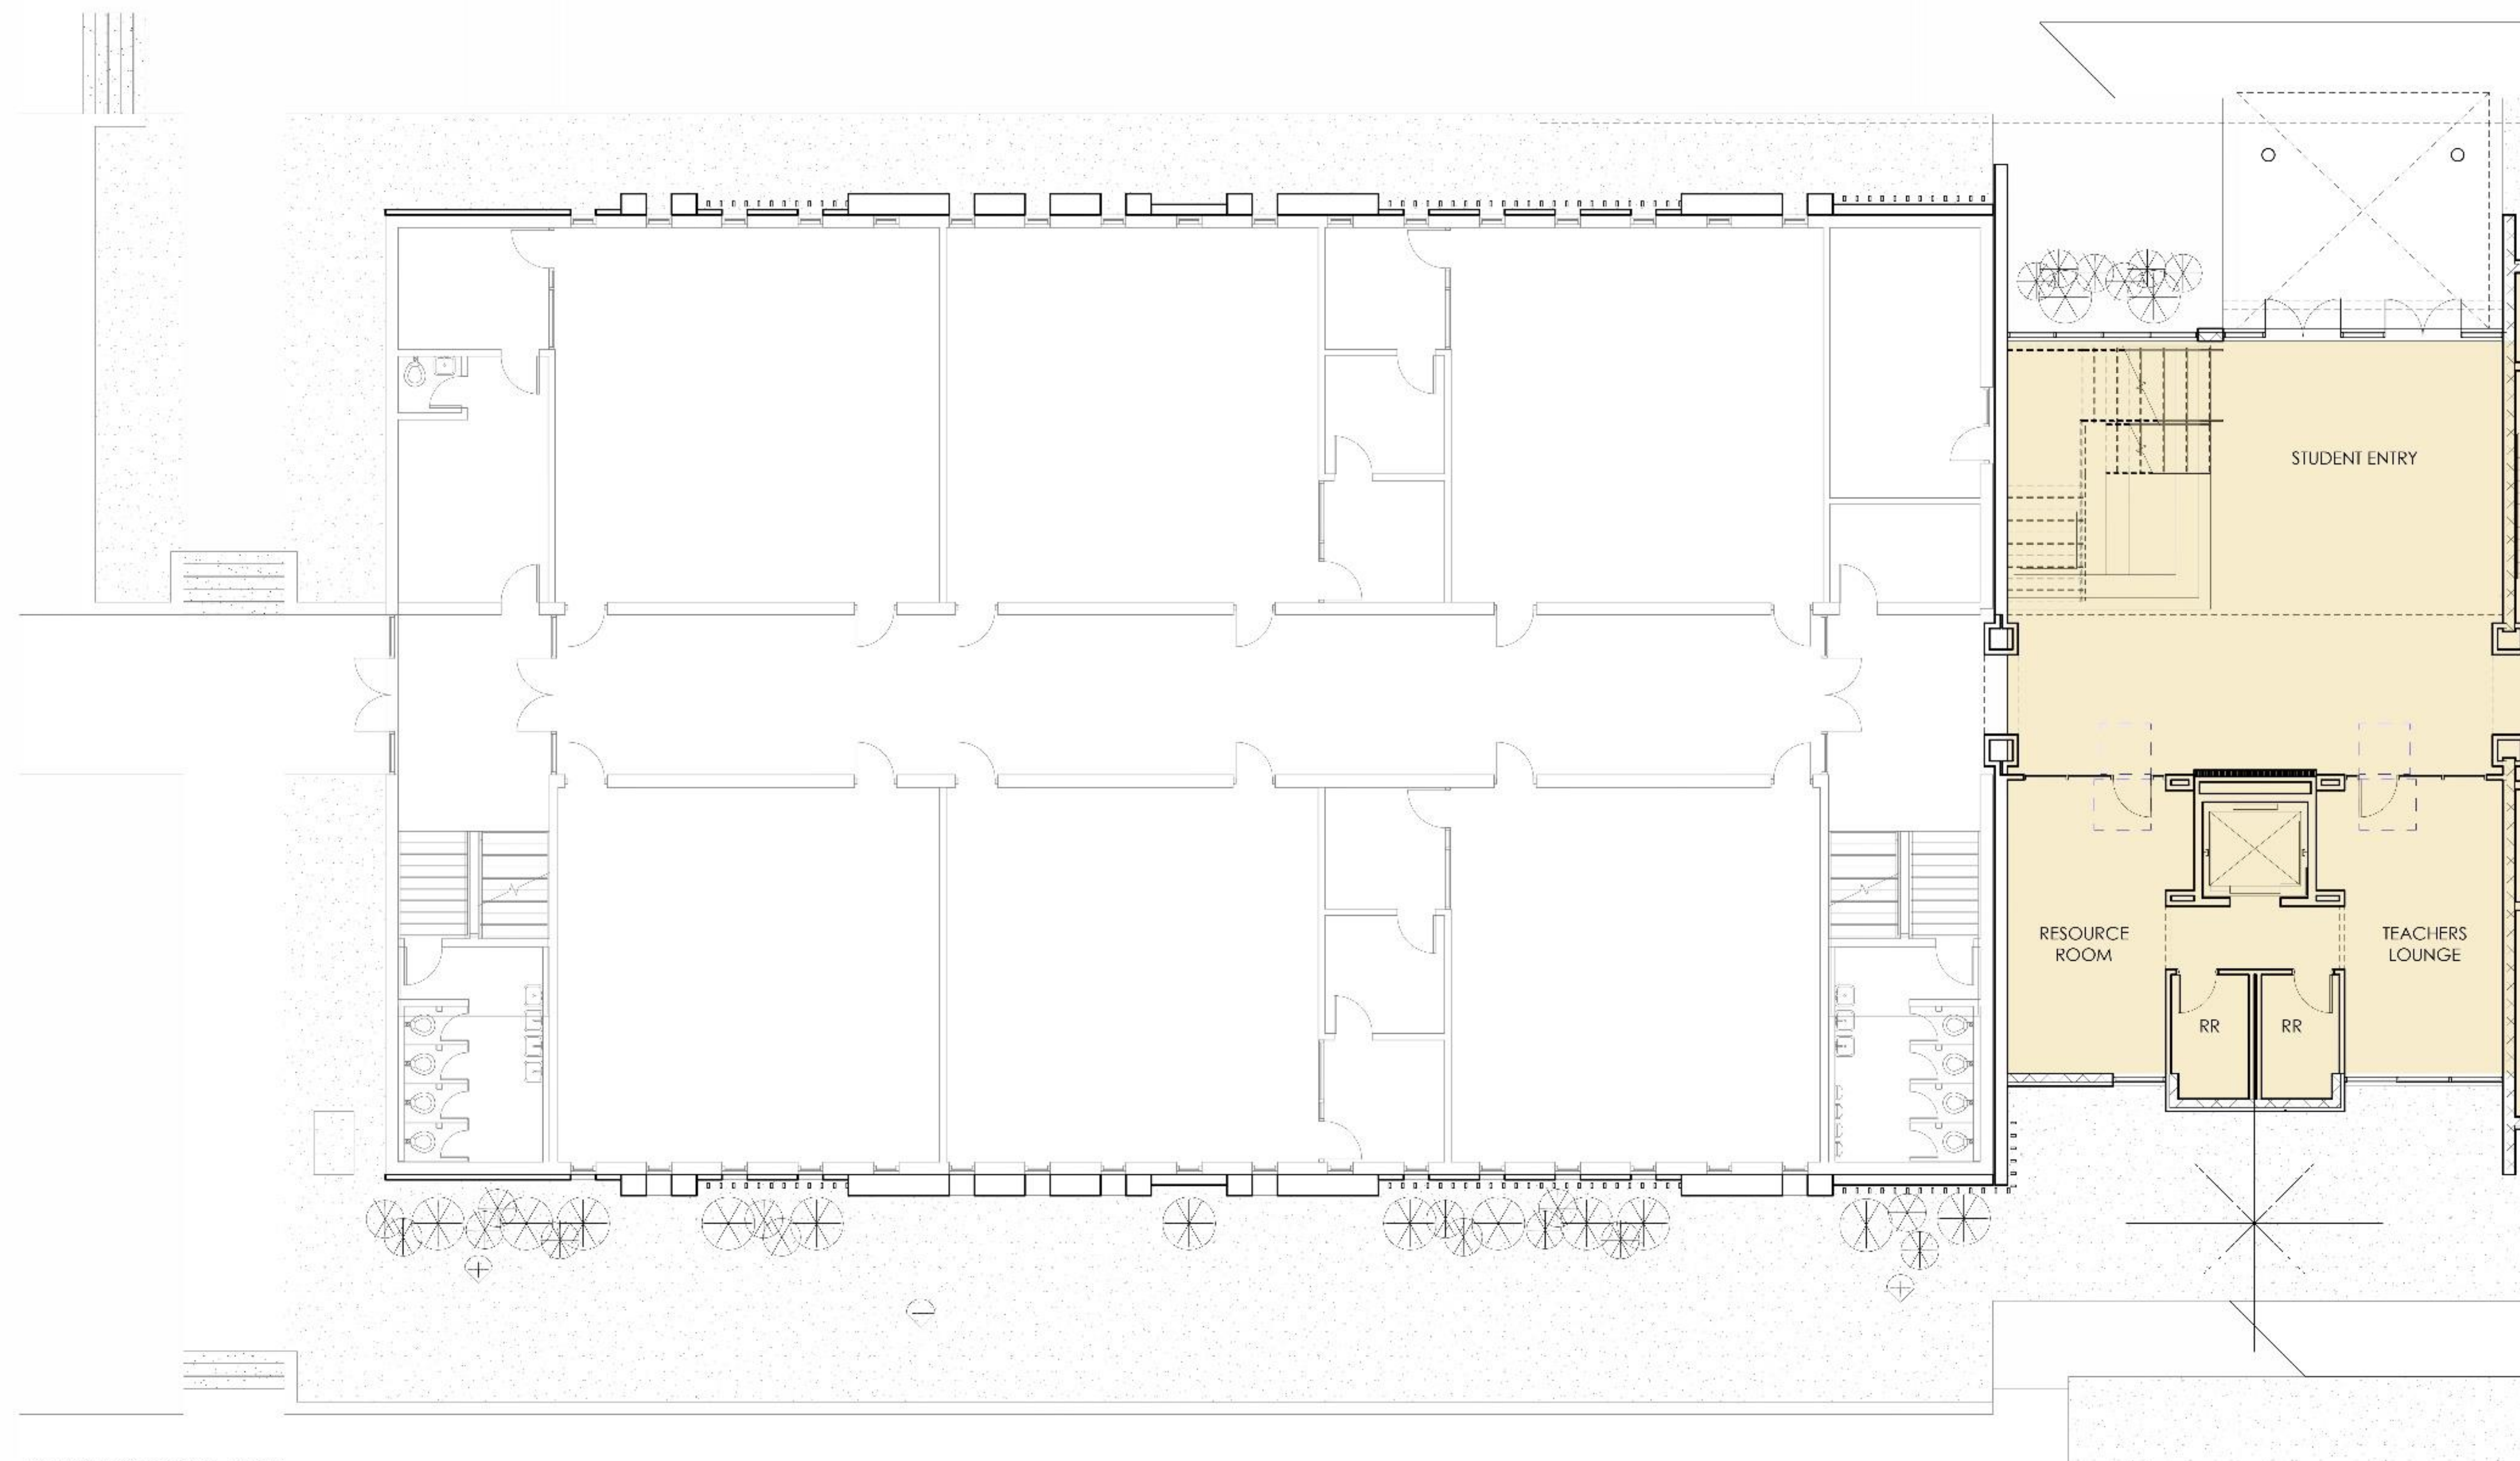 STUDENT ENTRY
RESOURCE
ROOM
TEACHERS
LOUNGE
RR
RR